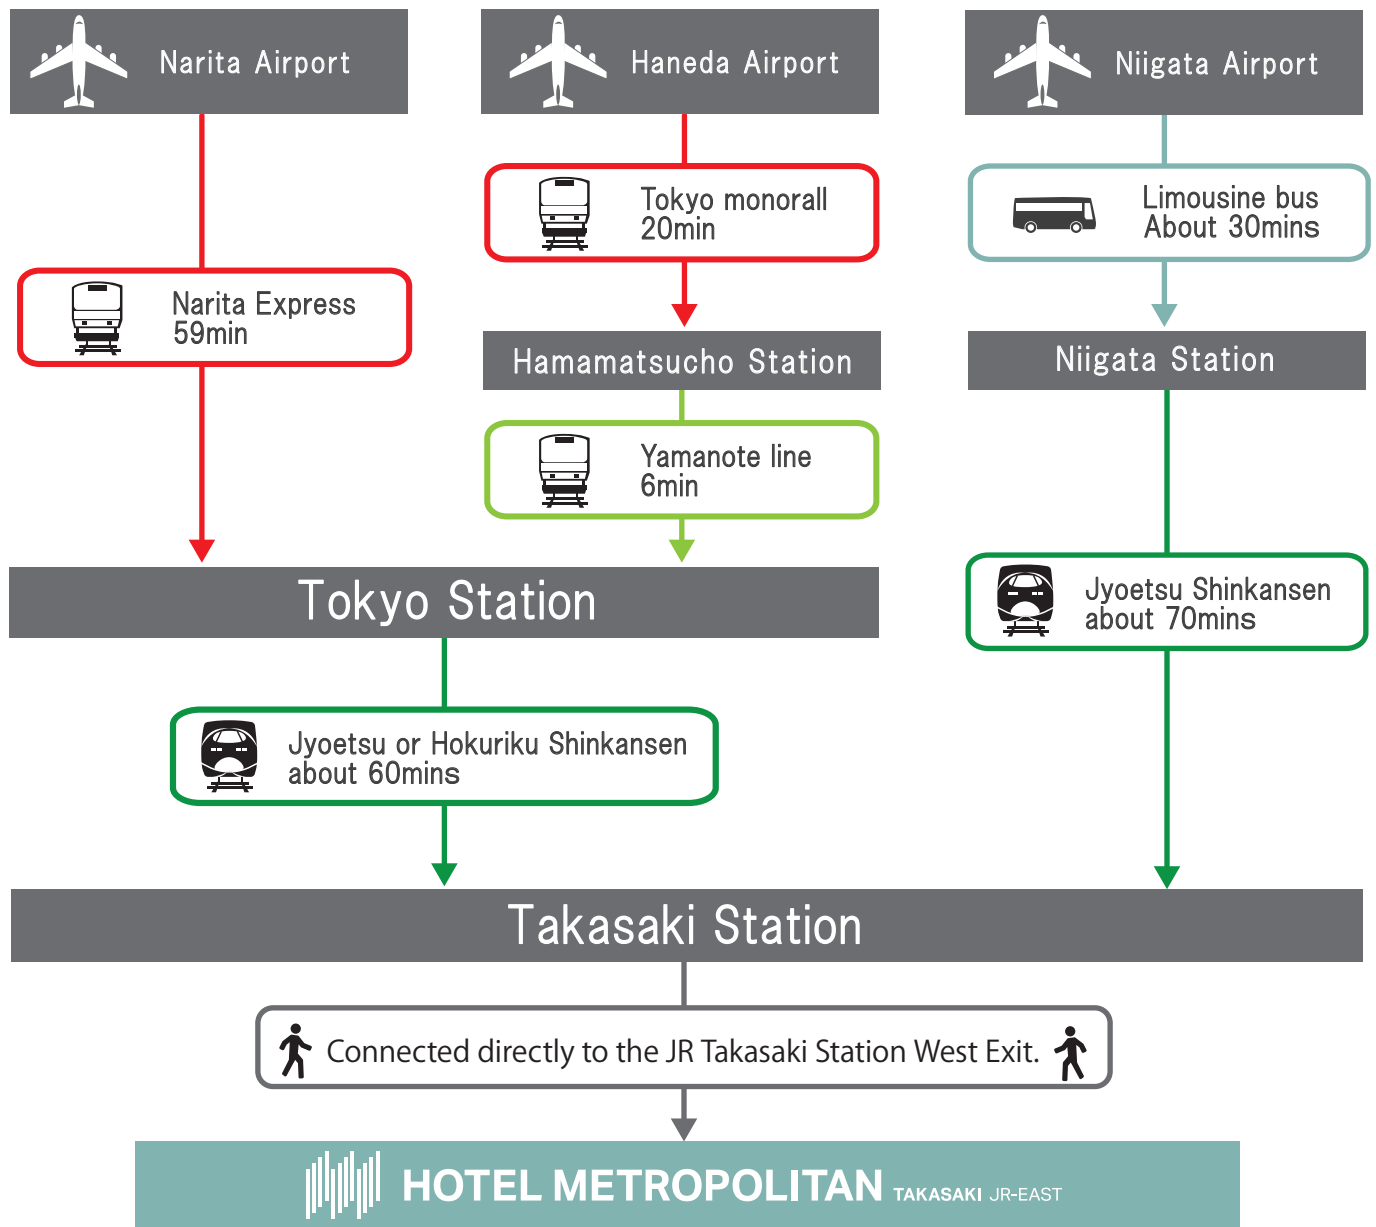 Narita Airport
Haneda Airport
Niigata Airport
Tokyo monorall
20min
Limousine bus
About 30mins
Narita Express
59min
Hamamatsucho Station
Niigata Station
Yamanote line
6min
Tokyo Station
Jyoetsu Shinkansen
about 70mins
Jyoetsu or Hokuriku Shinkansen
about 60mins
Takasaki Station
Connected directly to the JR Takasaki Station West Exit.
HOTEL METROPOLITAN TAKASAKI JR-EAST